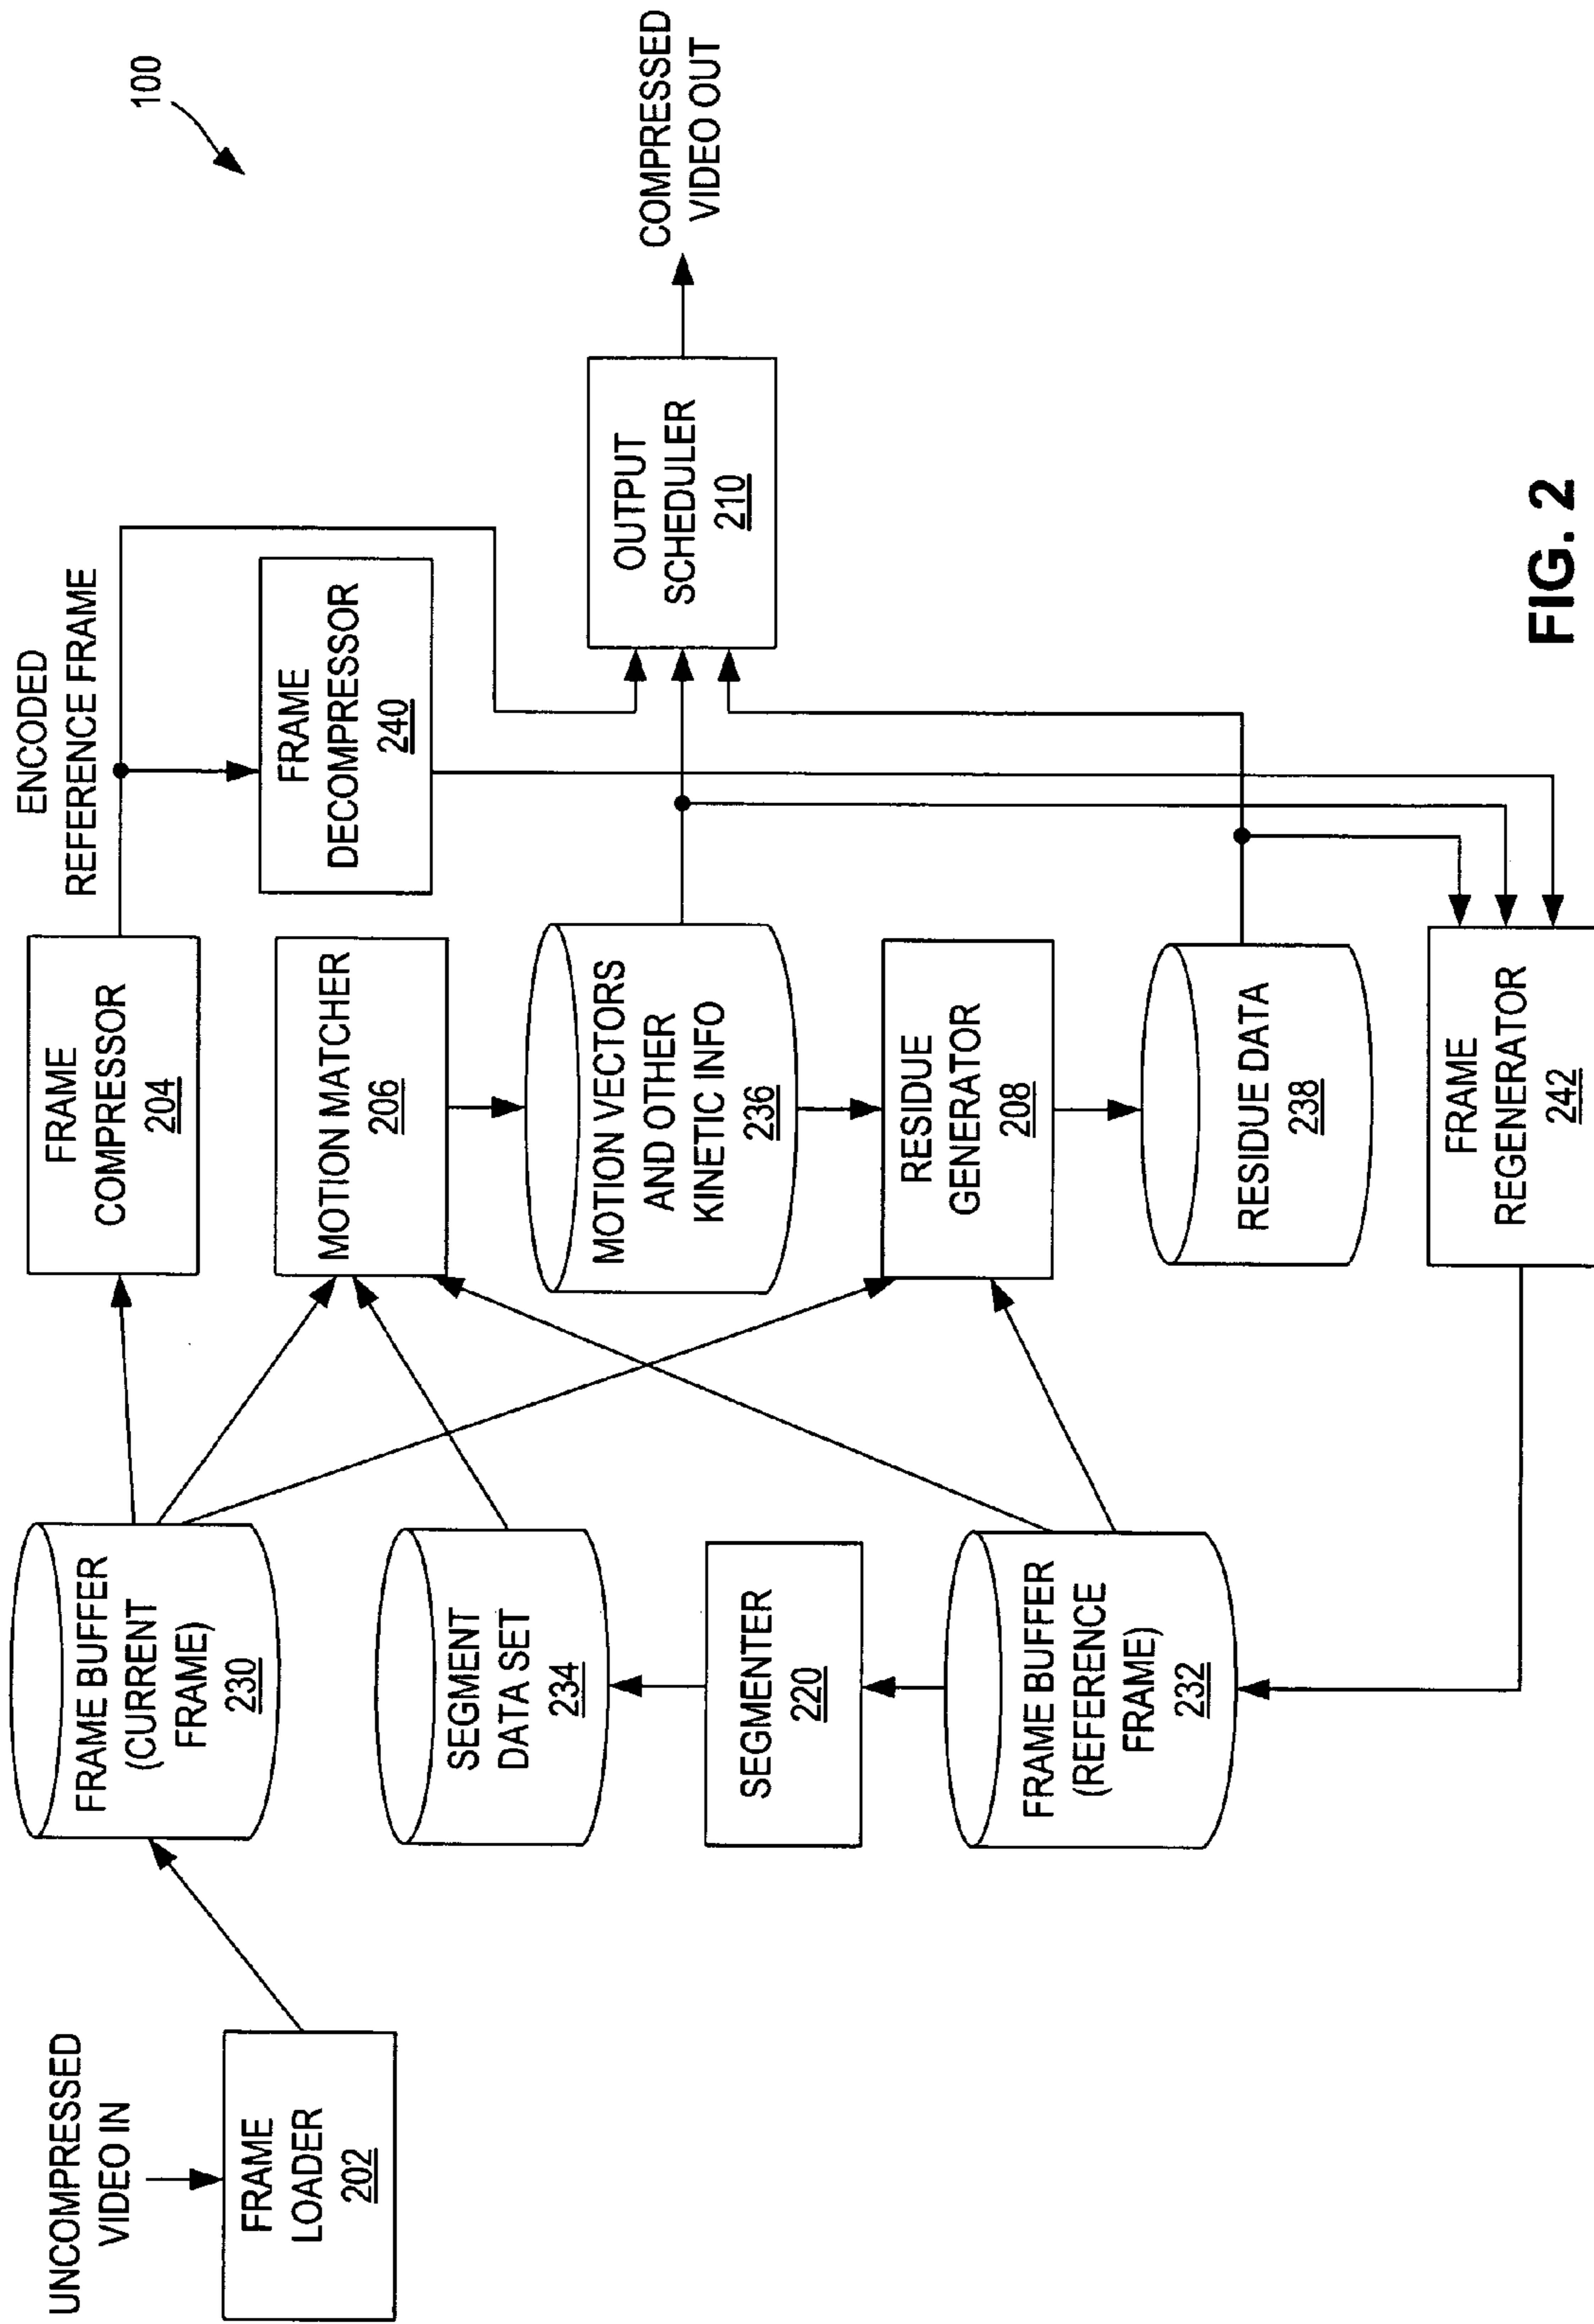 100
UNCOMPRESSED
VIDEO IN
FRAME
LOADER
202
FRAME BUFFER
(CURRENT
FRAME)
230
SEGMENT
DATA SET
234
SEGMENTER
220
FRAME BUFFER
(REFERENCE
FRAME)
232
FRAME
COMPRESSOR
204
MOTION MATCHER
206
MOTION VECTORS
AND OTHER
KINETIC INFO
236
RESIDUE
GENERATOR
208
RESIDUE DATA
238
FRAME
REGENERATOR
242
ENCODED
REFERENCE FRAME
FRAME
DECOMPRESSOR
240
OUTPUT
SCHEDULER
210
COMPRESSED
VIDEO OUT
FIG. 2